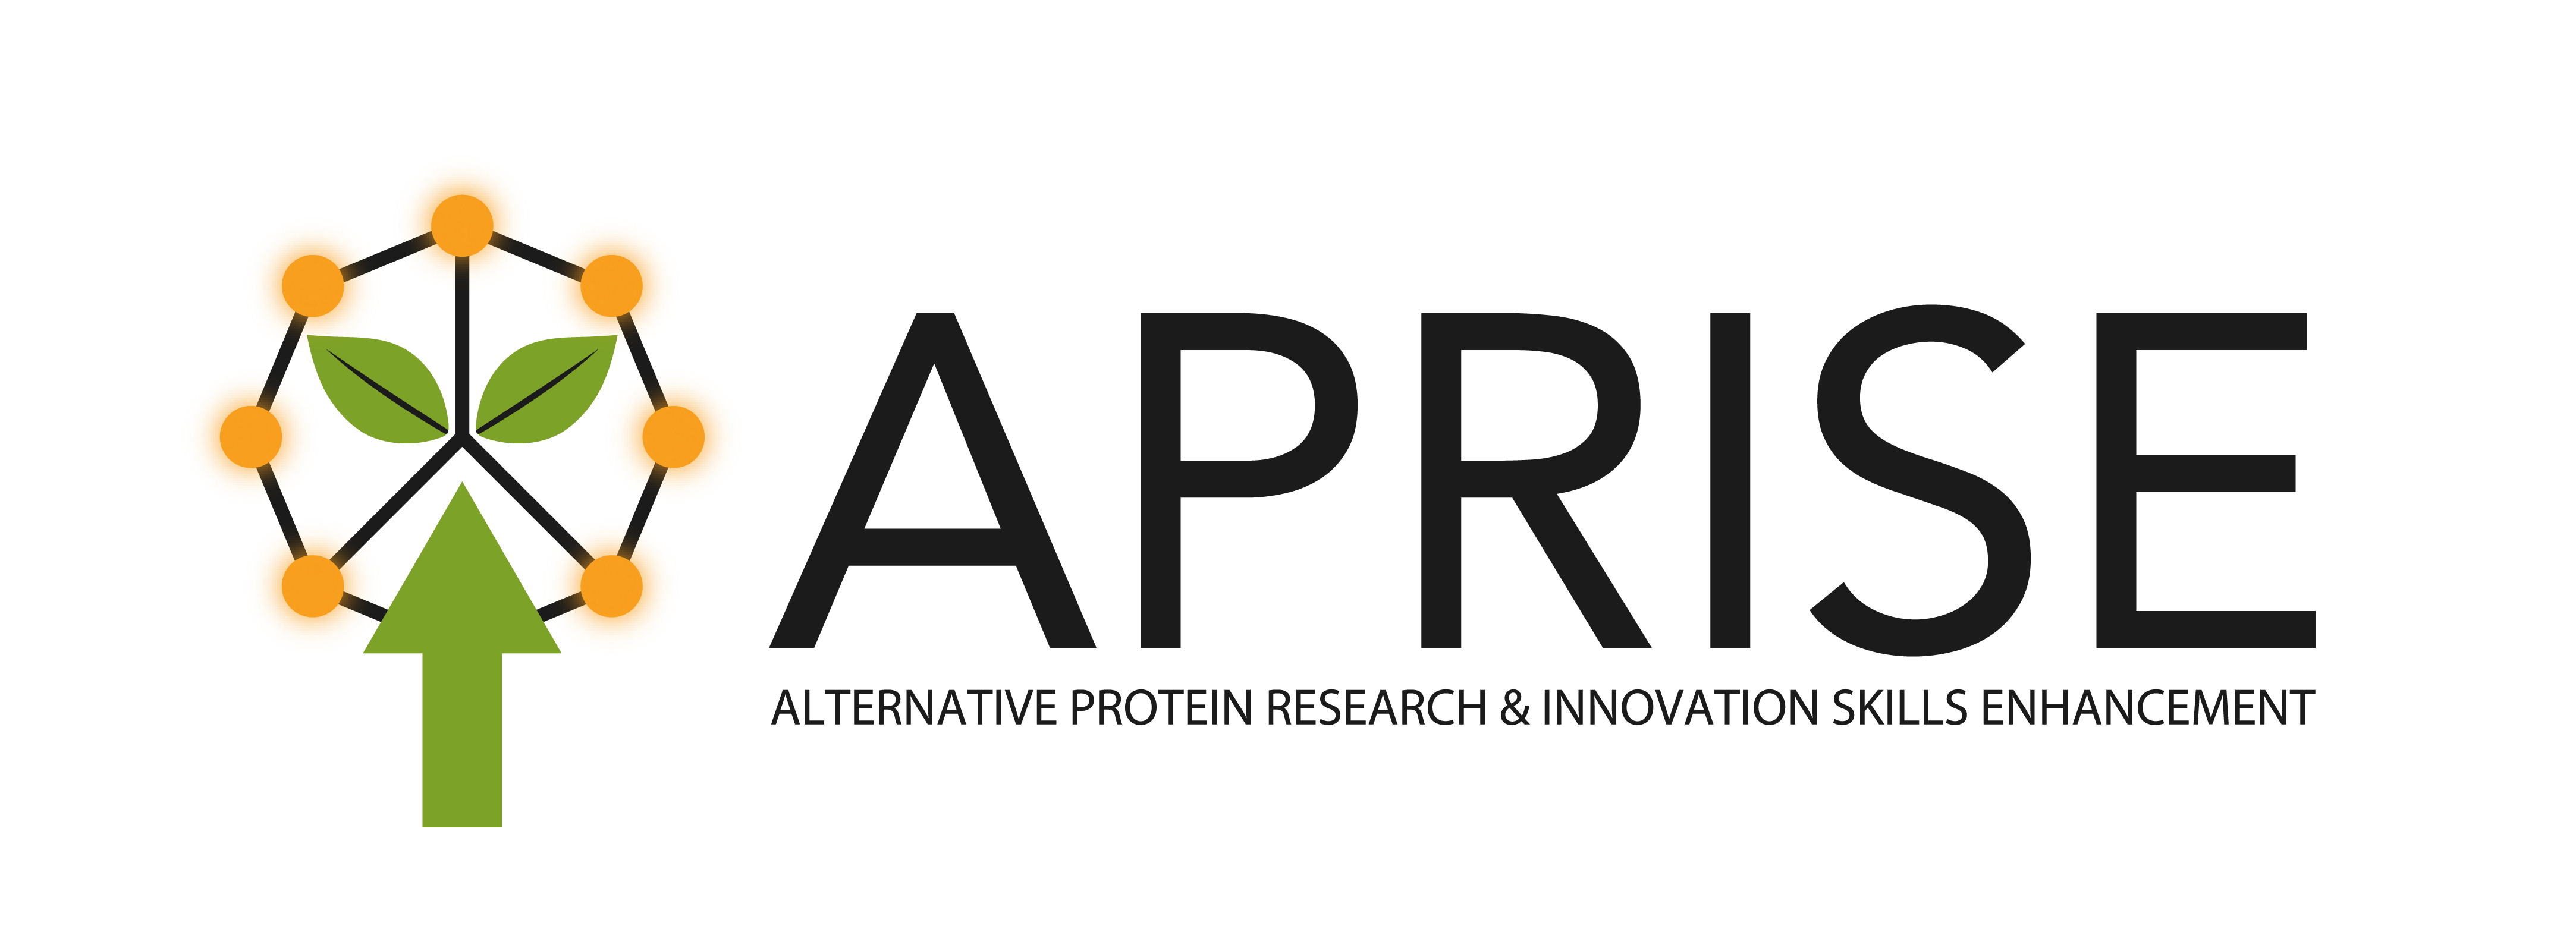 APRISE
ALTERNATIVE PROTEIN RESEARCH & INNOVATION SKILLS ENHANCEMENT